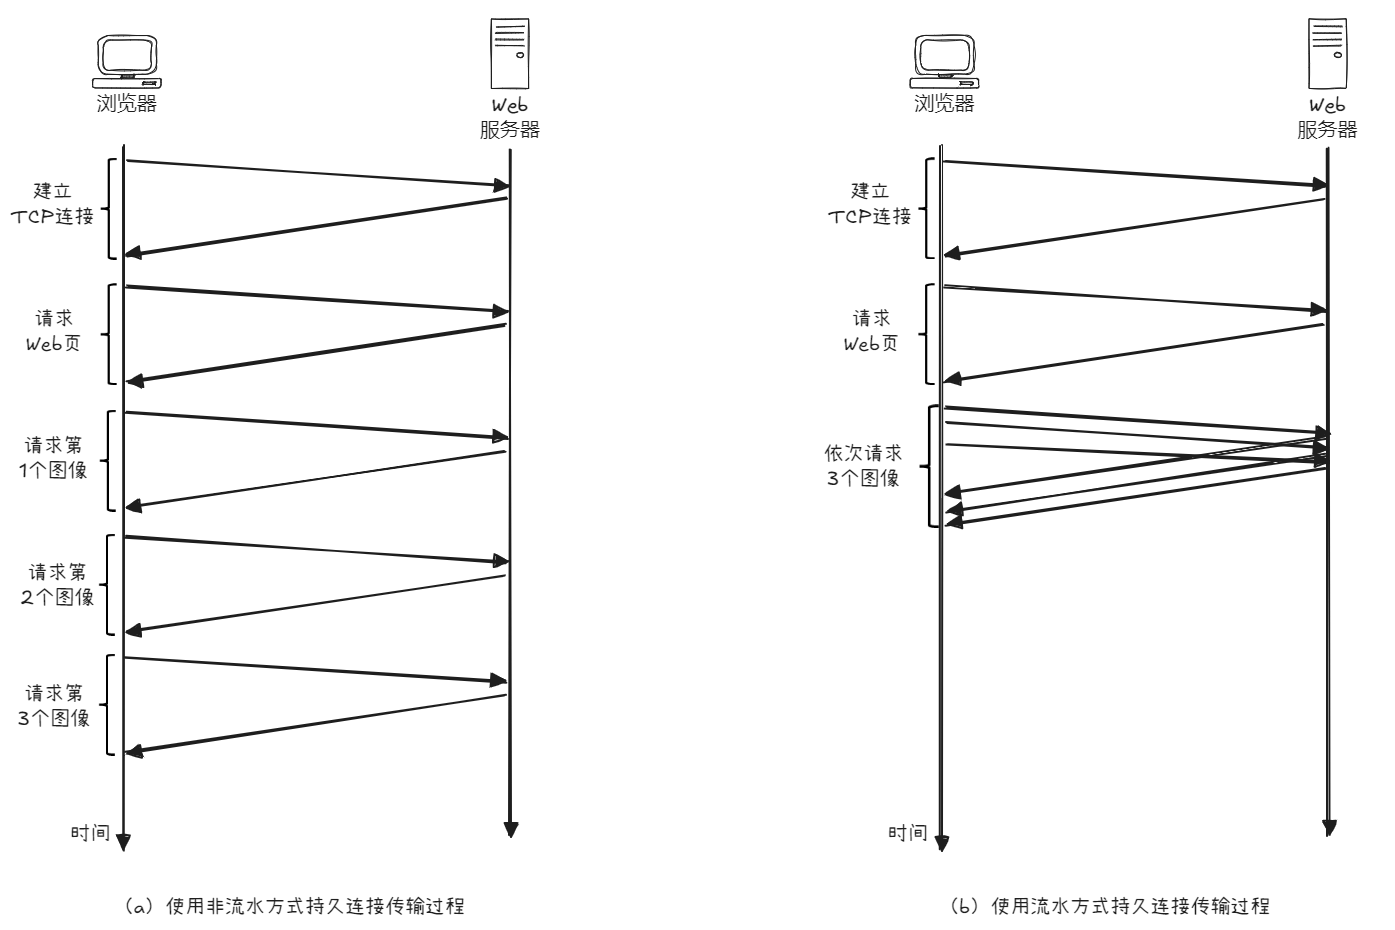 浏览器
Web
服务器
建立
TCP连接
请求
Web页
请求第
1个图像
请求第
2个图像
请求第
3个图像
时间
(a) 使用非流水方式持久连接传输过程
浏览器
Web
服务器
建立
TCP连接
请求
Web页
依次请求
3个图像
时间
(b) 使用流水方式持久连接传输过程